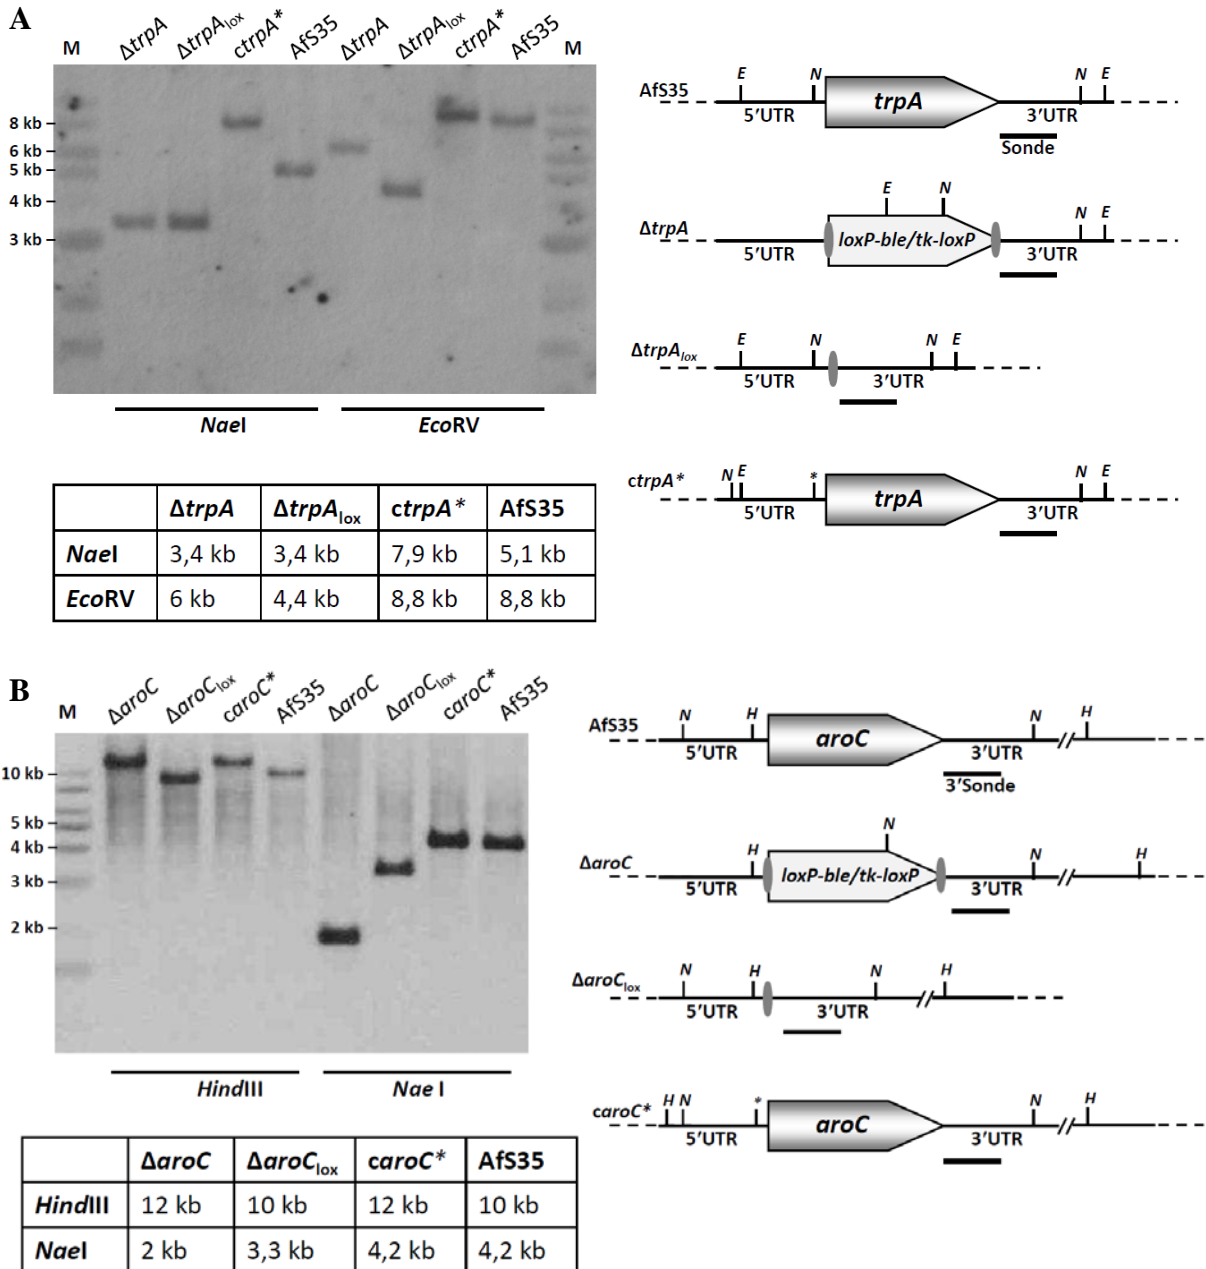 A
M ΔtrpA ΔtrpAlox ctrpA* AfS35 ΔtrpA ΔtrpAlox ctrpA* AfS35 M
8 kb
6 kb
5 kb
4 kb
3 kb
NaeI EcoRV
AfS35 E N trpA N E
5'UTR 3'UTR
Sonde
ΔtrpA E N loxP-ble/tk-loxP N E
5'UTR 3'UTR
ΔtrpAlox E N N E
5'UTR 3'UTR
ctrpA* N E * trpA N E
5'UTR 3'UTR
ΔtrpA ΔtrpAlox ctrpA* AfS35
NaeI 3,4 kb 3,4 kb 7,9 kb 5,1 kb
EcoRV 6 kb 4,4 kb 8,8 kb 8,8 kb
B
M ΔaroC ΔaroClox caroC* AfS35 ΔaroC ΔaroClox caroC* AfS35
10 kb
5 kb
4 kb
3 kb
2 kb
HindIII Nae I
AfS35 N H aroC N H
5'UTR 3'UTR
3'Sonde
ΔaroC H N loxP-ble/tk-loxP N H
5'UTR 3'UTR
ΔaroClox N H N H
5'UTR 3'UTR
caroC* H N * aroC N H
5'UTR 3'UTR
ΔaroC ΔaroClox caroC* AfS35
HindIII 12 kb 10 kb 12 kb 10 kb
NaeI 2 kb 3,3 kb 4,2 kb 4,2 kb